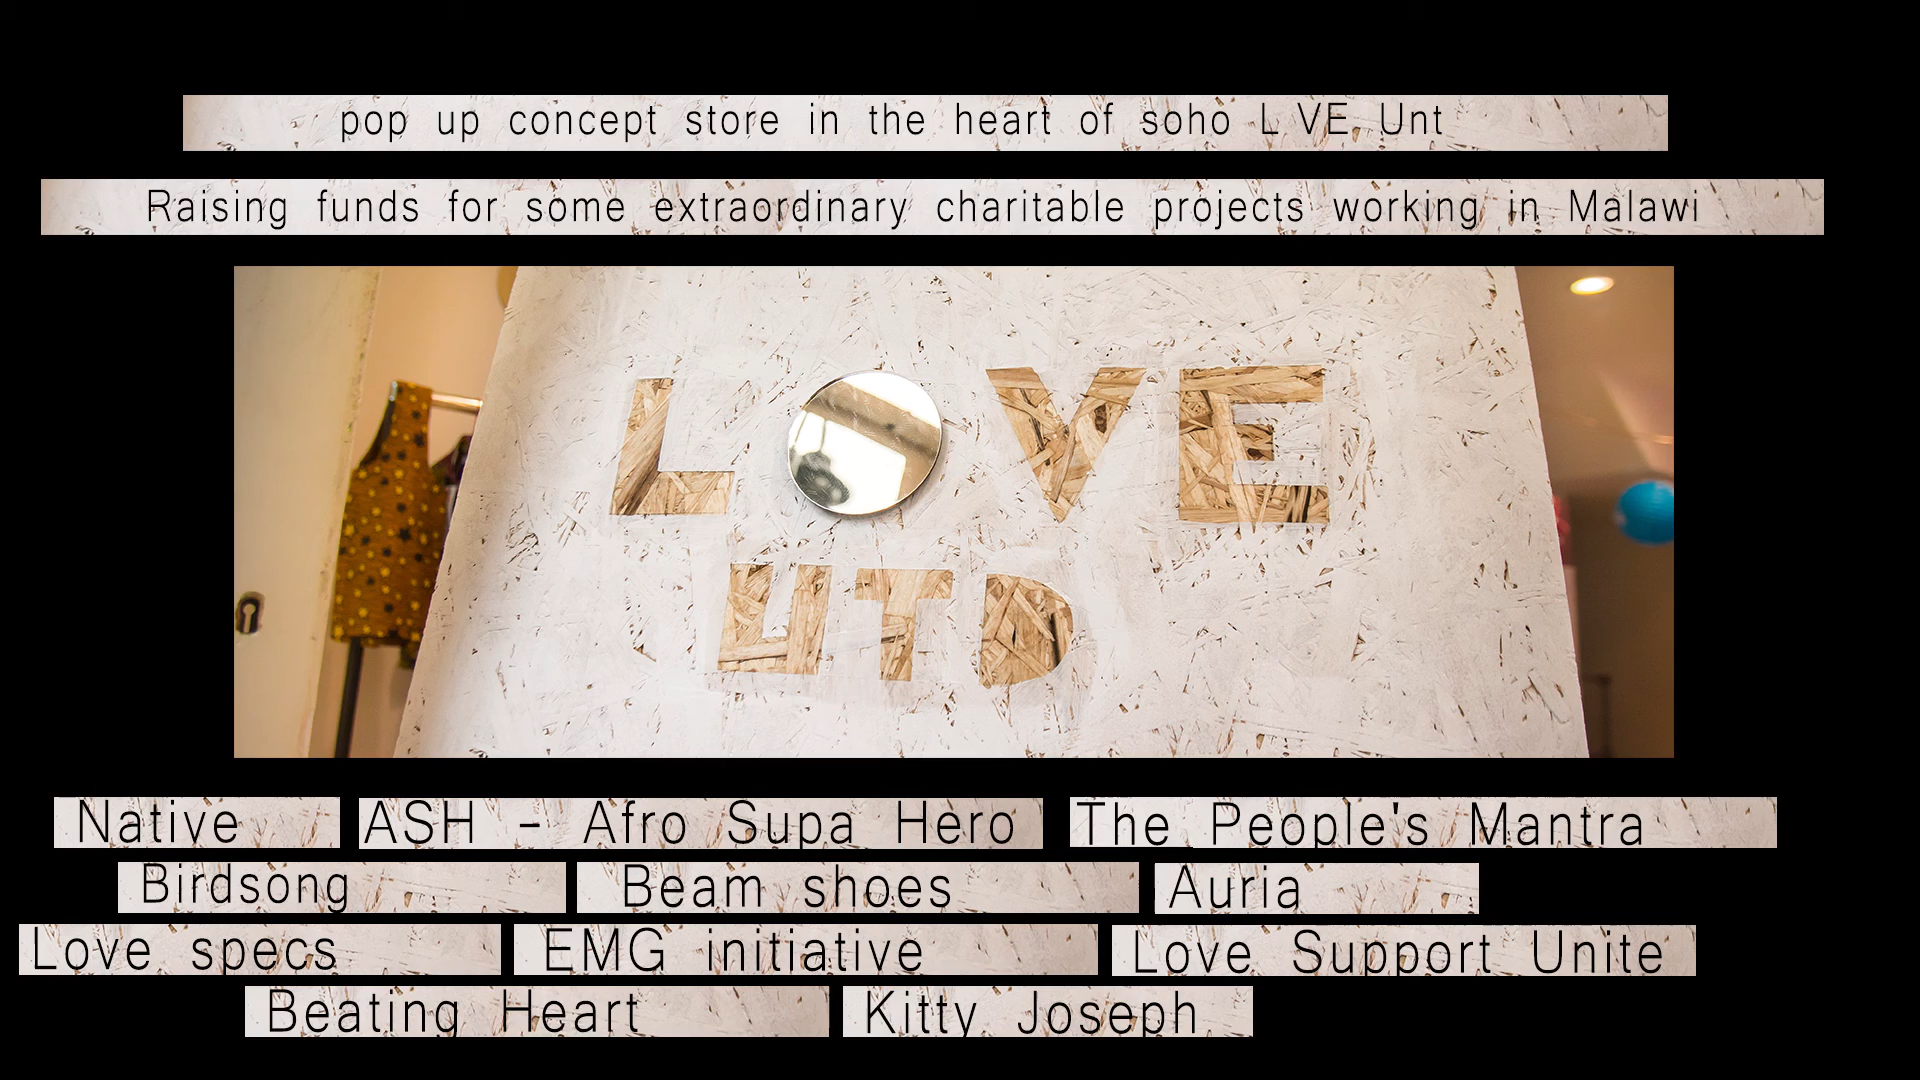 pop up concept store in the heart of soho L VE Unt
Raising funds for some extraordinary charitable projects working in Malawi
L VE
UTD
Native
ASH - Afro Supa Hero
The People's Mantra
Birdsong
Beam shoes
Auria
Love specs
EMG initiative
Love Support Unite
Beating Heart
Kitty Joseph